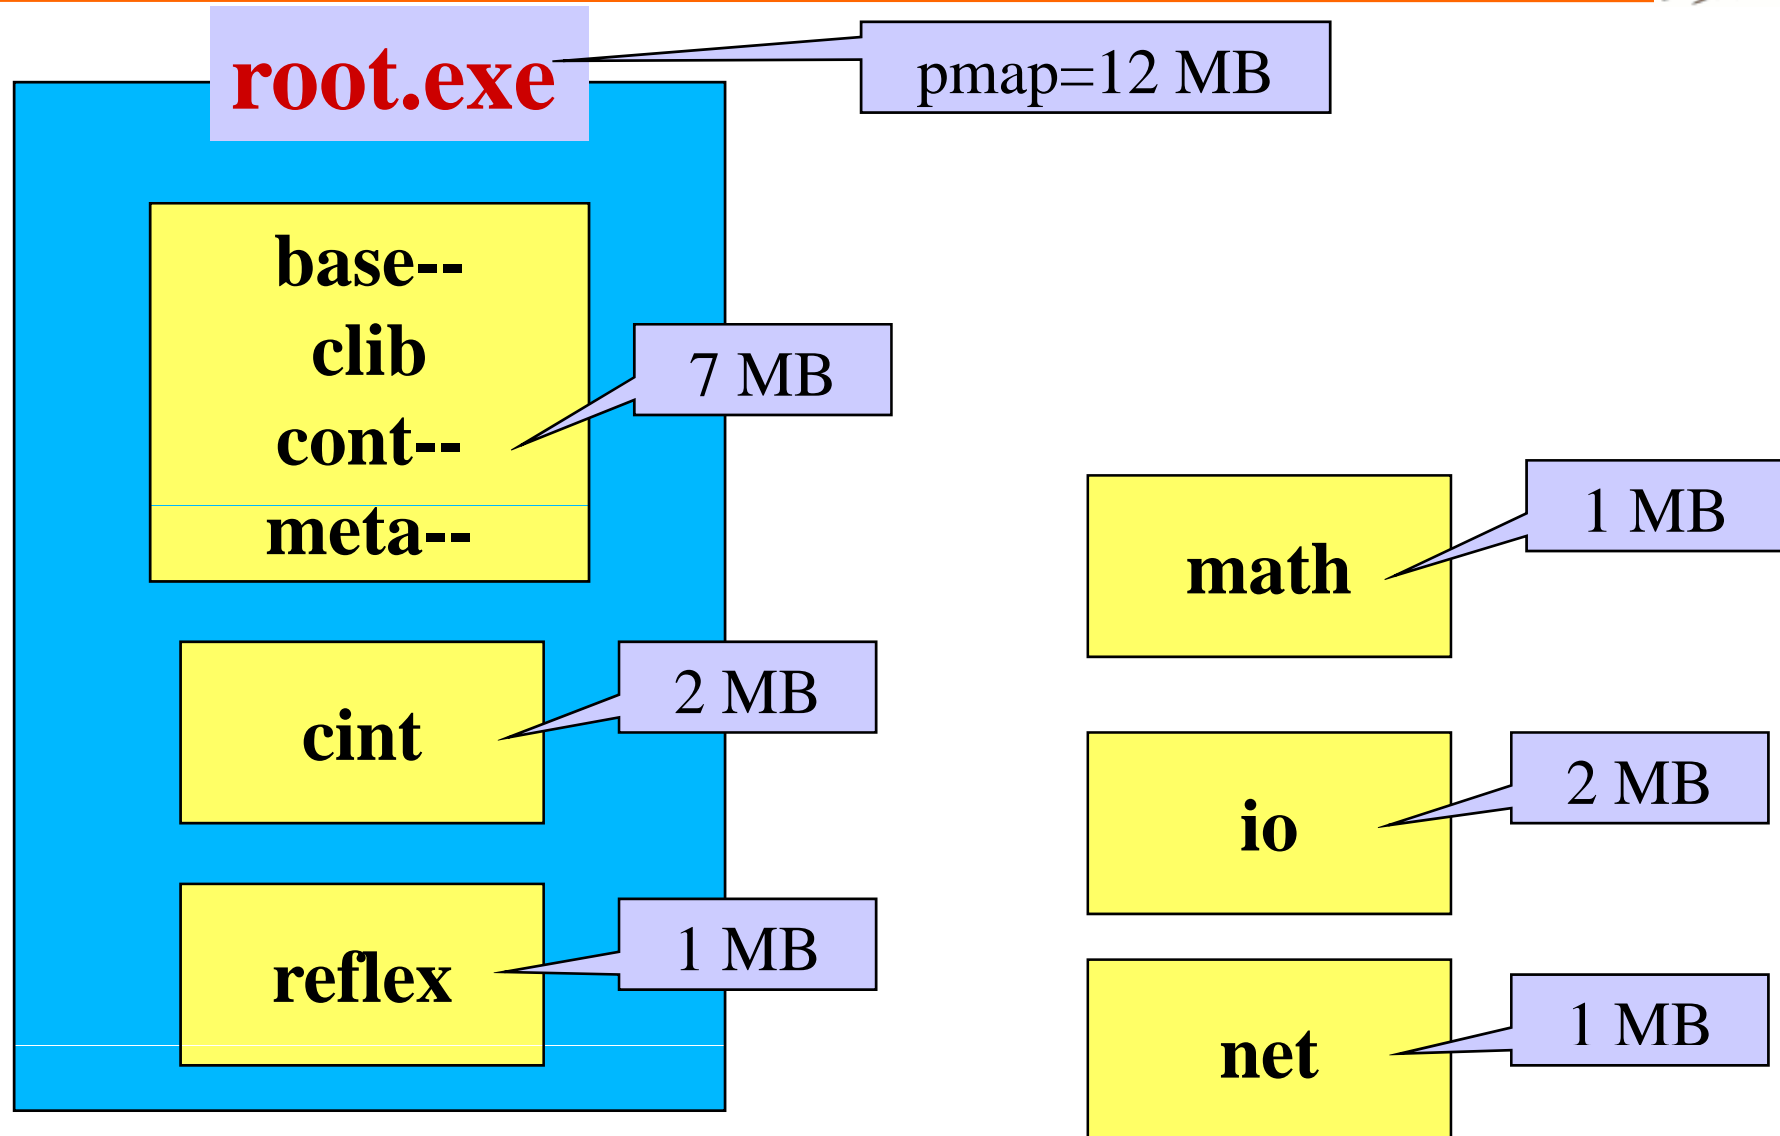 root.exe
pmap=12 MB
base--
clib
cont--
meta--
7 MB
cint
2 MB
reflex
1 MB
math
1 MB
io
2 MB
net
1 MB